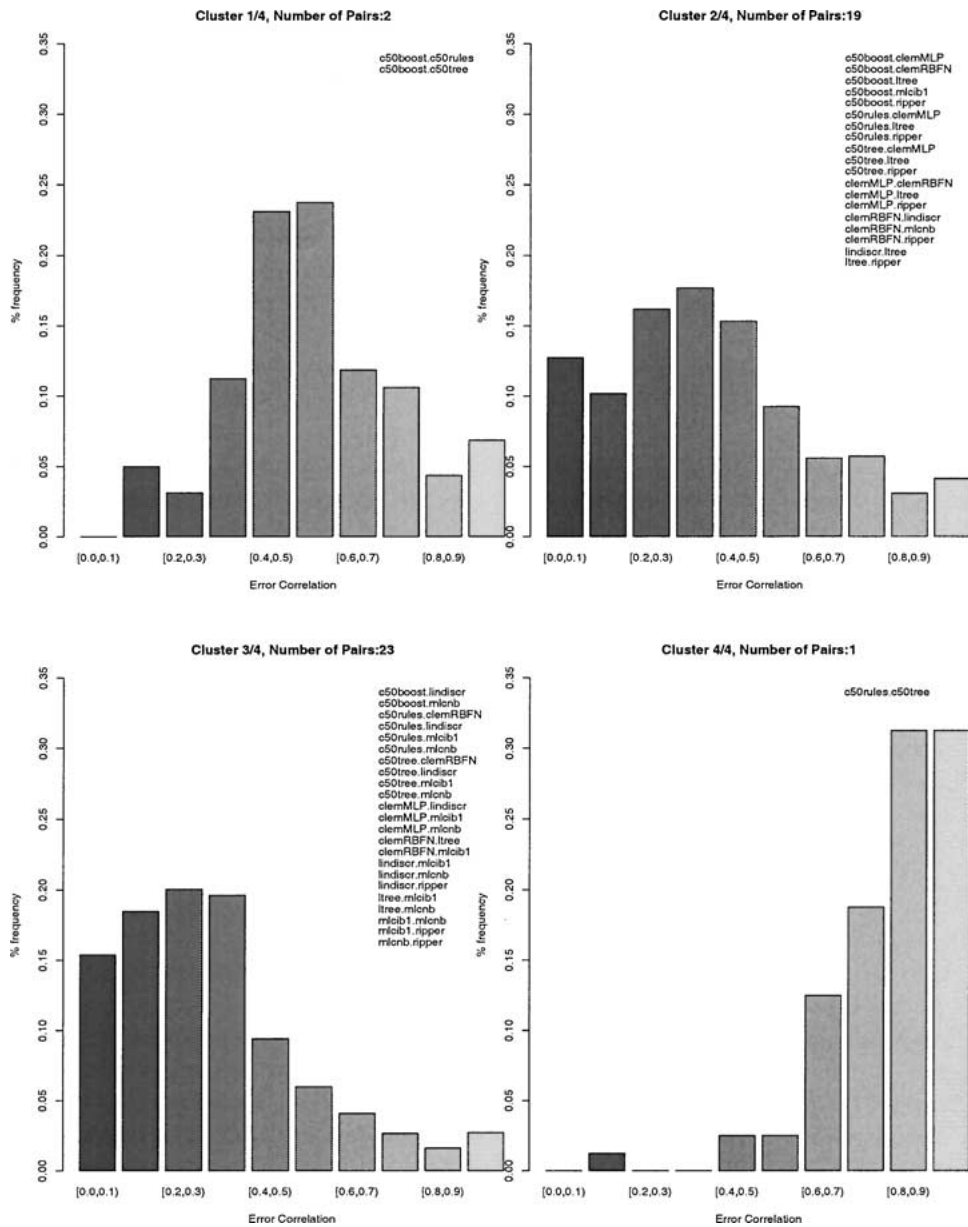 Cluster 1/4, Number of Pairs:2
c50boost.c50rules
c50boost.c50tree
% frequency
0.35
0.30
0.25
0.20
0.15
0.10
0.05
0.00
[0.0,0.1)
[0.2,0.3)
[0.4,0.5)
[0.6,0.7)
[0.8,0.9)
Error Correlation
Cluster 2/4, Number of Pairs:19
c50boost.clemMLP
c50boost.clemRBFN
c50boost.ltree
c50boost.mlcib1
c50boost.ripper
c50rules.clemMLP
c50rules.ltree
c50rules.ripper
c50tree.clemMLP
c50tree.ltree
c50tree.ripper
clemMLP.clemRBFN
clemMLP.ltree
clemMLP.ripper
clemRBFN.lindiscr
clemRBFN.mlcnb
clemRBFN.ripper
lindiscr.ltree
ltree.ripper
% frequency
0.35
0.30
0.25
0.20
0.15
0.10
0.05
0.00
[0.0,0.1)
[0.2,0.3)
[0.4,0.5)
[0.6,0.7)
[0.8,0.9)
Error Correlation
Cluster 3/4, Number of Pairs:23
c50boost.lindiscr
c50boost.mlcnb
c50rules.clemRBFN
c50rules.lindiscr
c50rules.mlcib1
c50rules.mlcnb
c50tree.clemRBFN
c50tree.lindiscr
c50tree.mlcib1
c50tree.mlcnb
clemMLP.lindiscr
clemMLP.mlcib1
clemMLP.mlcnb
clemRBFN.ltree
clemRBFN.mlcib1
lindiscr.mlcib1
lindiscr.mlcnb
lindiscr.ripper
ltree.mlcib1
ltree.mlcnb
mlcib1.mlcnb
mlcib1.ripper
mlcnb.ripper
% frequency
0.35
0.30
0.25
0.20
0.15
0.10
0.05
0.00
[0.0,0.1)
[0.2,0.3)
[0.4,0.5)
[0.6,0.7)
[0.8,0.9)
Error Correlation
Cluster 4/4, Number of Pairs:1
c50rules.c50tree
% frequency
0.35
0.30
0.25
0.20
0.15
0.10
0.05
0.00
[0.0,0.1)
[0.2,0.3)
[0.4,0.5)
[0.6,0.7)
[0.8,0.9)
Error Correlation